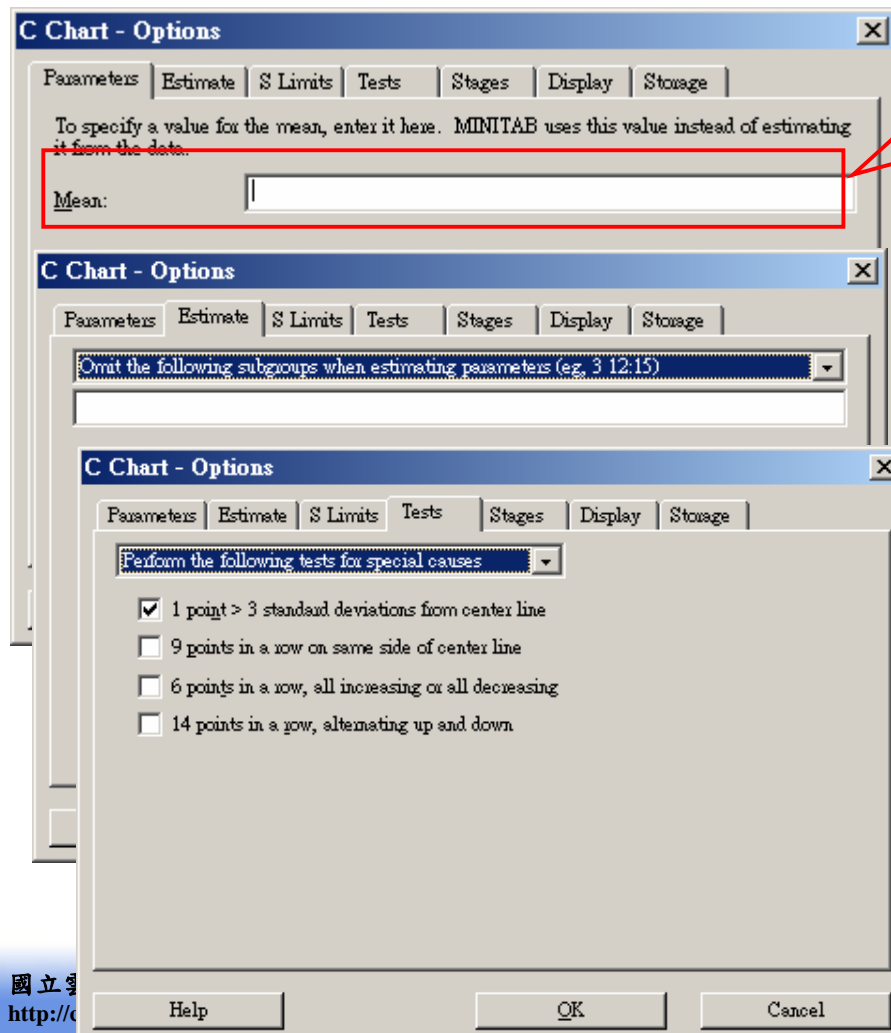 C Chart - Options
Parameters Estimate S Limits Tests Stages Display Storage
To specify a value for the mean, enter it here. MINITAB uses this value instead of estimating
it from the data.
Mean:
C Chart - Options
Parameters Estimate S Limits Tests Stages Display Storage
Omit the following subgroups when estimating parameters (eg, 3 12:15)
C Chart - Options
Parameters Estimate S Limits Tests Stages Display Storage
Perform the following tests for special causes
1 point > 3 standard deviations from center line
9 points in a row on same side of center line
6 points in a row, all increasing or all decreasing
14 points in a row, alternating up and down
國立雲
http://c
Help OK Cancel